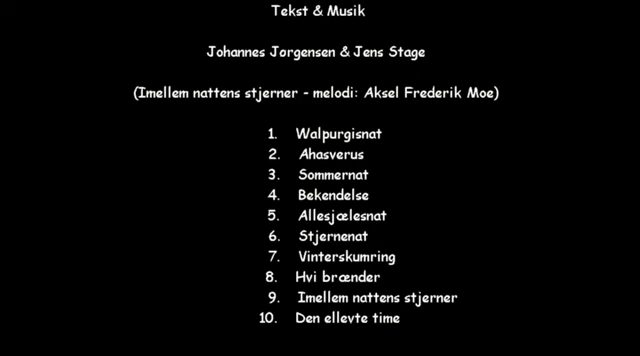 Tekst & Musik
Johannes Jorgensen & Jens Stage
(Imellem nattens stjerner - melodi: Aksel Frederik Moe)
1. Walpurgisnat
2. Ahasverus
3. Sommernat
4. Bekendelse
5. Allesjælesnat
6. Stjernenat
7. Vinterskumring
8. Hvi brænder
9. Imellem nattens stjerner
10. Den ellevte time